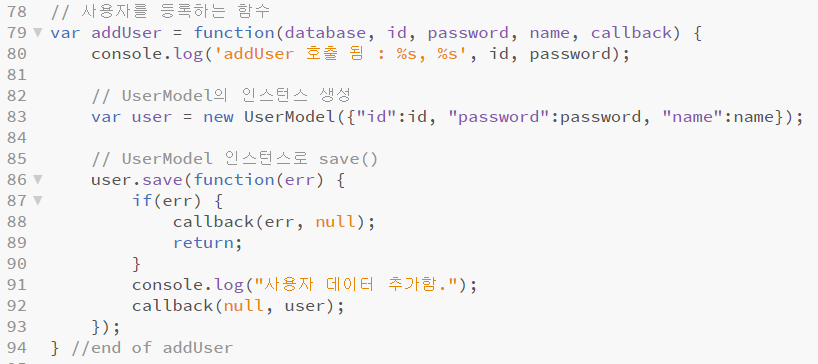 78 // 사용자를 등록하는 함수
79 ▼ var addUser = function(database, id, password, name, callback) {
80 console.log('addUser 호출 됨 : %s, %s', id, password);
81
82 // UserModel의 인스턴스 생성
83 var user = new UserModel({"id":id, "password":password, "name":name});
84
85 // UserModel 인스턴스로 save()
86 ▼ user.save(function(err) {
87 ▼ if(err) {
88 callback(err, null);
89 return;
90 }
91 console.log("사용자 데이터 추가함.");
92 callback(null, user);
93 });
94 } //end of addUser